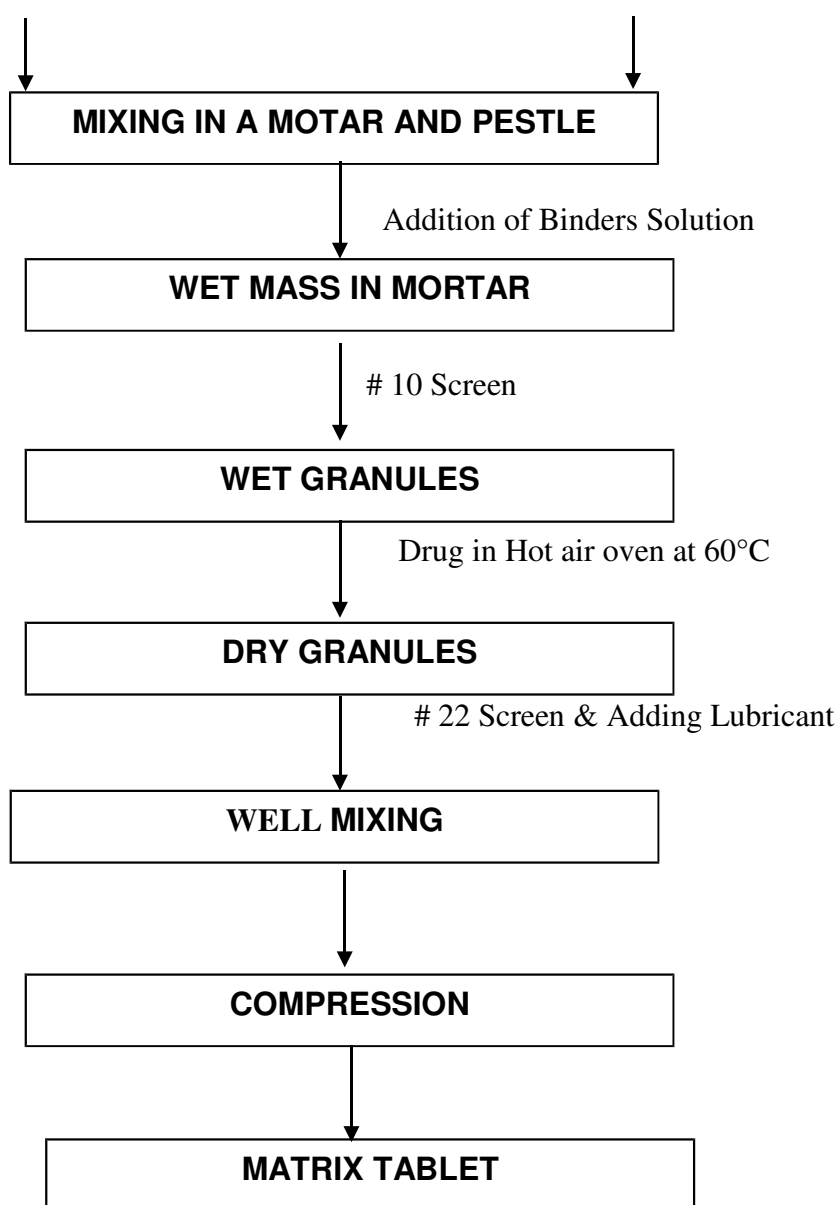 MIXING IN A MOTAR AND PESTLE
Addition of Binders Solution
WET MASS IN MORTAR
# 10 Screen
WET GRANULES
Drug in Hot air oven at 60°C
DRY GRANULES
# 22 Screen & Adding Lubricant
WELL MIXING
COMPRESSION
MATRIX TABLET